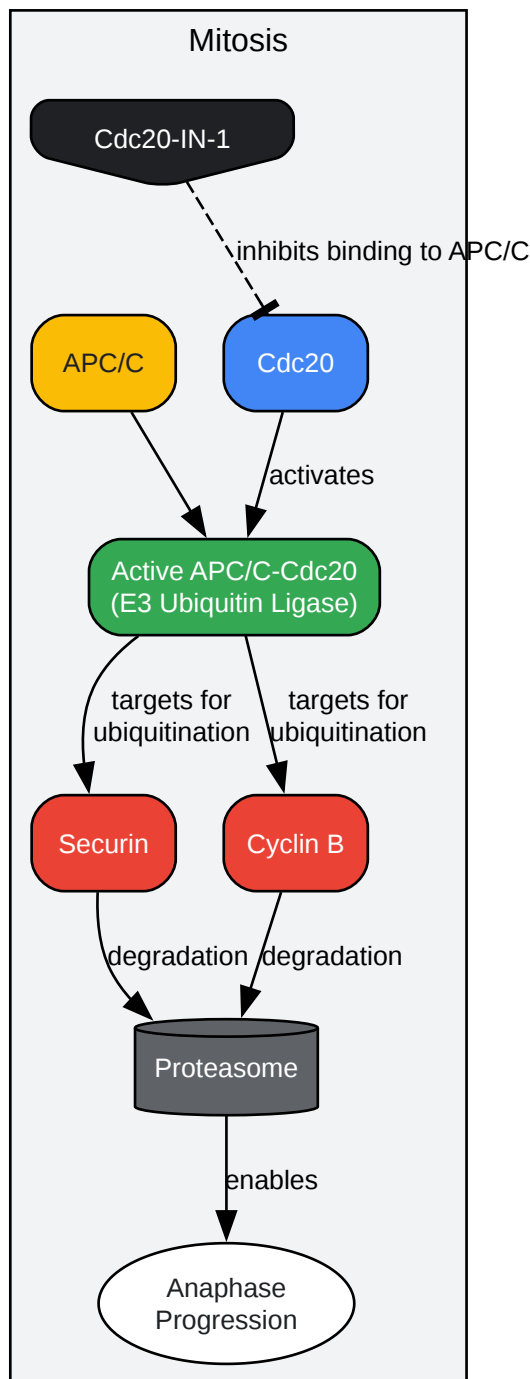 Mitosis
Cdc20-IN-1
inhibits binding to APC/C
APC/C
Cdc20
activates
Active APC/C-Cdc20
(E3 Ubiquitin Ligase)
targets for
ubiquitination
targets for
ubiquitination
Securin
Cyclin B
degradation
degradation
Proteasome
enables
Anaphase
Progression